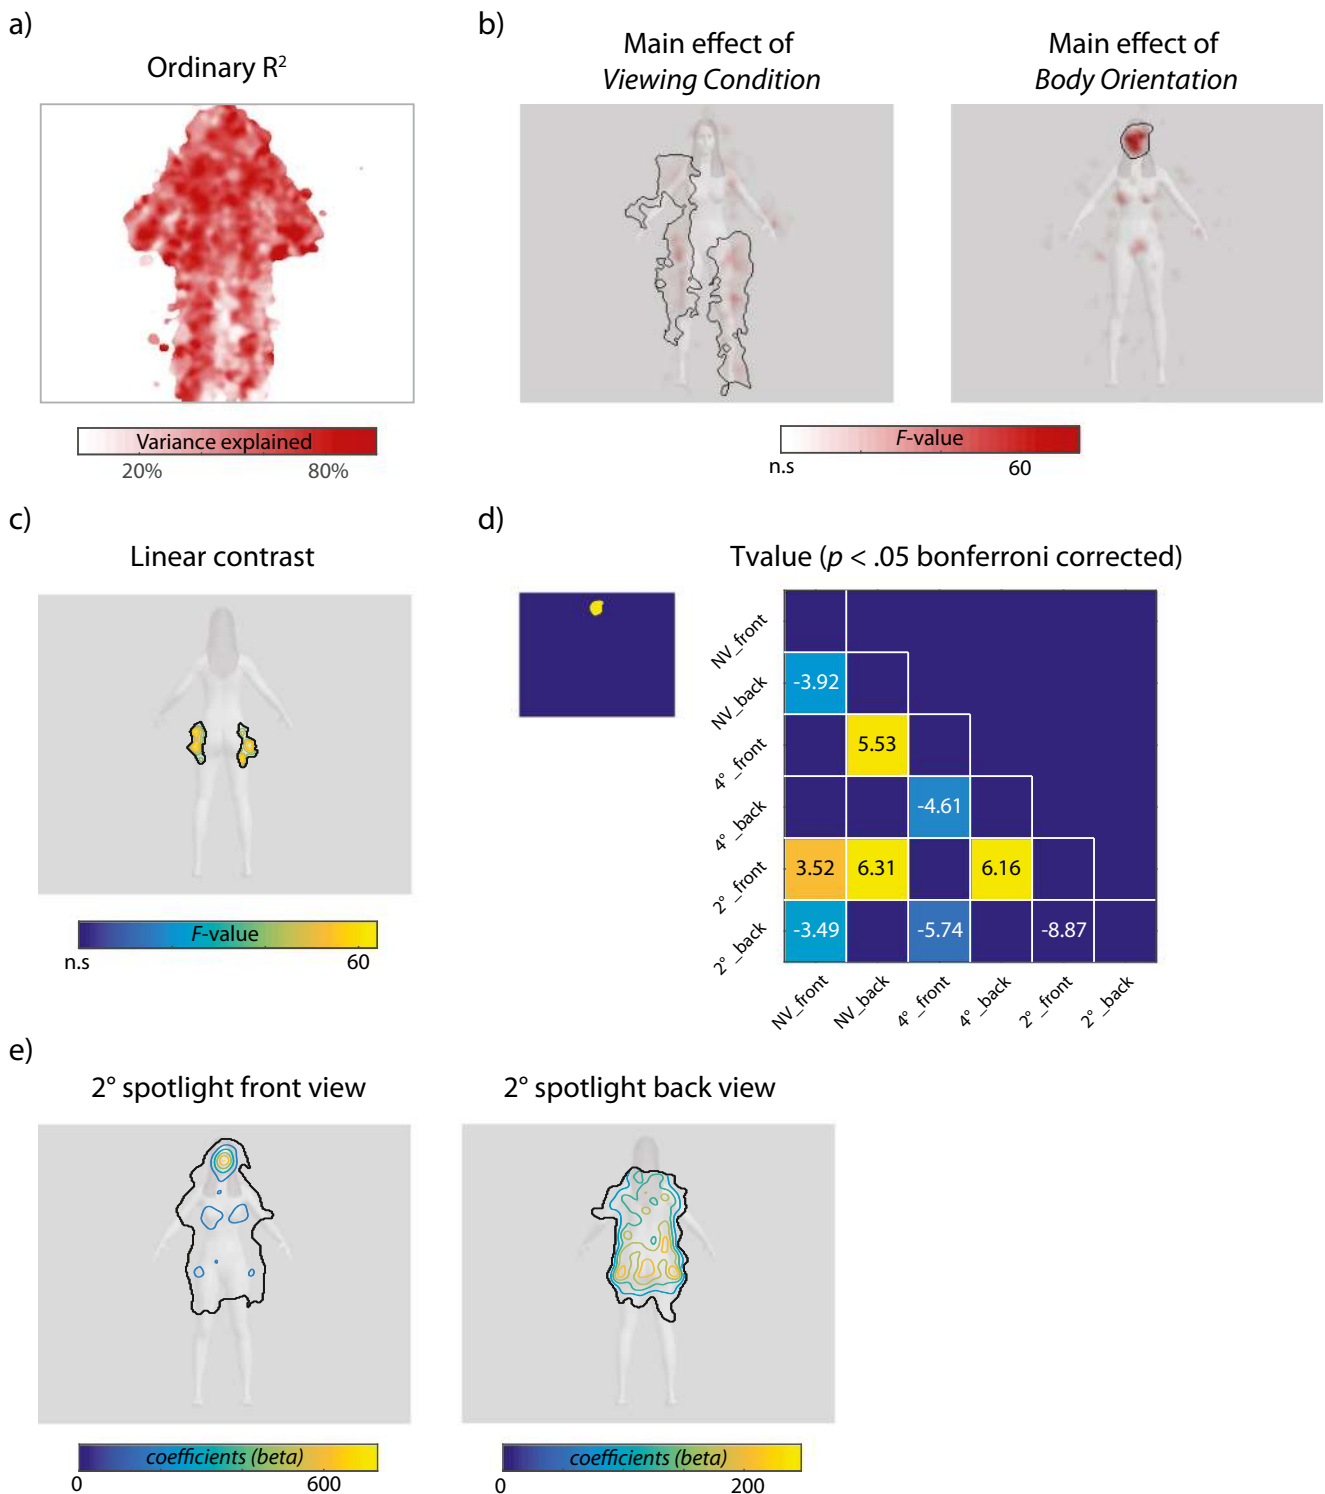 a)
Ordinary R²
Variance explained
20% 80%
b)
Main effect of
Viewing Condition
Main effect of
Body Orientation
F-value
n.s 60
c)
Linear contrast
F-value
n.s 60
d)
Tvalue (p < .05 bonferroni corrected)
NV_front
NV_back -3.92
4°_front 5.53
4°_back -4.61
2°_front 3.52 6.31 6.16
2°_back -3.49 -5.74 -8.87
NV_front NV_back 4°_front 4°_back 2°_front 2°_back
e)
2° spotlight front view
2° spotlight back view
coefficients (beta)
0 600
coefficients (beta)
0 200